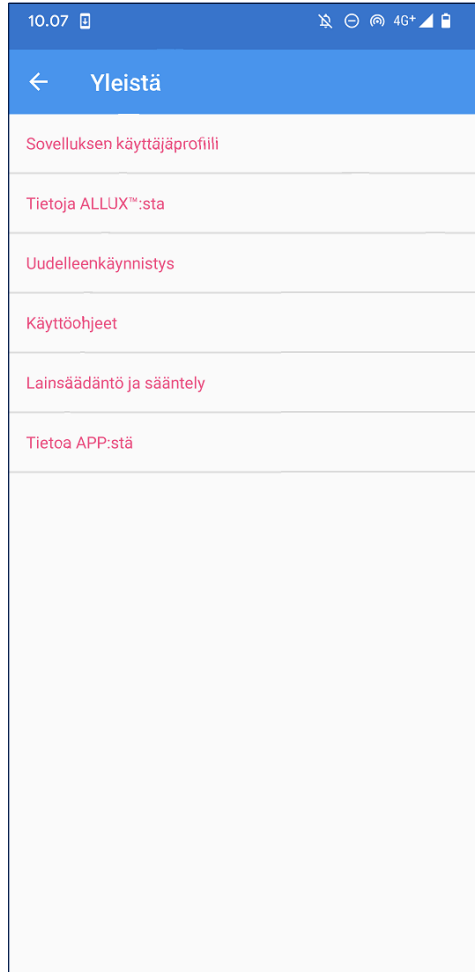 10.07 4G+
Yleistä
Sovelluksen käyttäjäprofiili
Tietoja ALLUX™:sta
Uudelleenkäynnistys
Käyttöohjeet
Lainsäädäntö ja sääntely
Tietoa APP:stä